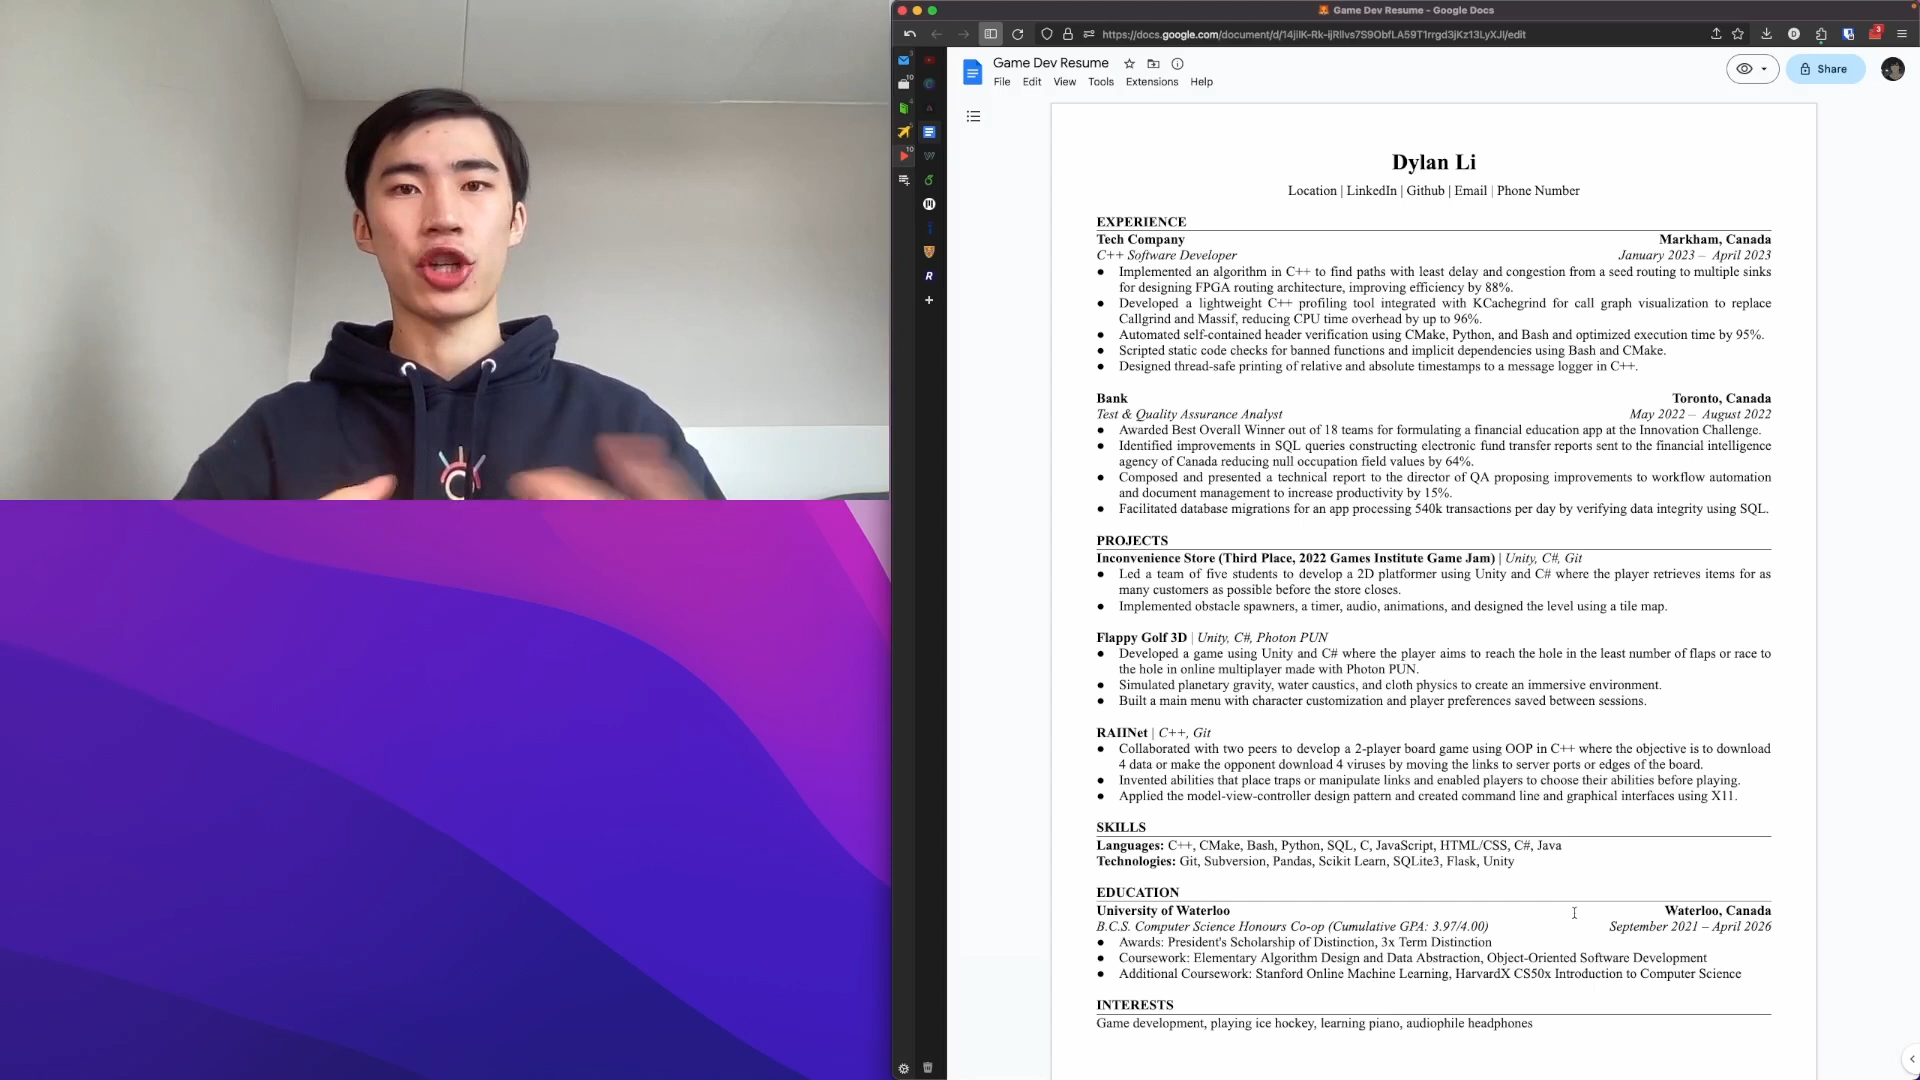 Game Dev Resume - Google Docs
https://docs.google.com/document/d/14jilK-Rk-ijRllvs7S9ObfLA59T1rrgd3jKz13LyXJI/edit
Game Dev Resume
File Edit View Tools Extensions Help
Share
Dylan Li
Location | LinkedIn | Github | Email | Phone Number
EXPERIENCE
Tech Company Markham, Canada
C++ Software Developer January 2023 – April 2023
● Implemented an algorithm in C++ to find paths with least delay and congestion from a seed routing to multiple sinks
for designing FPGA routing architecture, improving efficiency by 88%.
● Developed a lightweight C++ profiling tool integrated with KCachegrind for call graph visualization to replace
Callgrind and Massif, reducing CPU time overhead by up to 96%.
● Automated self-contained header verification using CMake, Python, and Bash and optimized execution time by 95%.
● Scripted static code checks for banned functions and implicit dependencies using Bash and CMake.
● Designed thread-safe printing of relative and absolute timestamps to a message logger in C++.
Bank Toronto, Canada
Test & Quality Assurance Analyst May 2022 – August 2022
● Awarded Best Overall Winner out of 18 teams for formulating a financial education app at the Innovation Challenge.
● Identified improvements in SQL queries constructing electronic fund transfer reports sent to the financial intelligence
agency of Canada reducing null occupation field values by 64%.
● Composed and presented a technical report to the director of QA proposing improvements to workflow automation
and document management to increase productivity by 15%.
● Facilitated database migrations for an app processing 540k transactions per day by verifying data integrity using SQL.
PROJECTS
Inconvenience Store (Third Place, 2022 Games Institute Game Jam) | Unity, C#, Git
● Led a team of five students to develop a 2D platformer using Unity and C# where the player retrieves items for as
many customers as possible before the store closes.
● Implemented obstacle spawners, a timer, audio, animations, and designed the level using a tile map.
Flappy Golf 3D | Unity, C#, Photon PUN
● Developed a game using Unity and C# where the player aims to reach the hole in the least number of flaps or race to
the hole in online multiplayer made with Photon PUN.
● Simulated planetary gravity, water caustics, and cloth physics to create an immersive environment.
● Built a main menu with character customization and player preferences saved between sessions.
RAIINet | C++, Git
● Collaborated with two peers to develop a 2-player board game using OOP in C++ where the objective is to download
4 data or make the opponent download 4 viruses by moving the links to server ports or edges of the board.
● Invented abilities that place traps or manipulate links and enabled players to choose their abilities before playing.
● Applied the model-view-controller design pattern and created command line and graphical interfaces using X11.
SKILLS
Languages: C++, CMake, Bash, Python, SQL, C, JavaScript, HTML/CSS, C#, Java
Technologies: Git, Subversion, Pandas, Scikit Learn, SQLite3, Flask, Unity
EDUCATION
University of Waterloo Waterloo, Canada
B.C.S. Computer Science Honours Co-op (Cumulative GPA: 3.97/4.00) September 2021 – April 2026
● Awards: President's Scholarship of Distinction, 3x Term Distinction
● Coursework: Elementary Algorithm Design and Data Abstraction, Object-Oriented Software Development
● Additional Coursework: Stanford Online Machine Learning, HarvardX CS50x Introduction to Computer Science
INTERESTS
Game development, playing ice hockey, learning piano, audiophile headphones